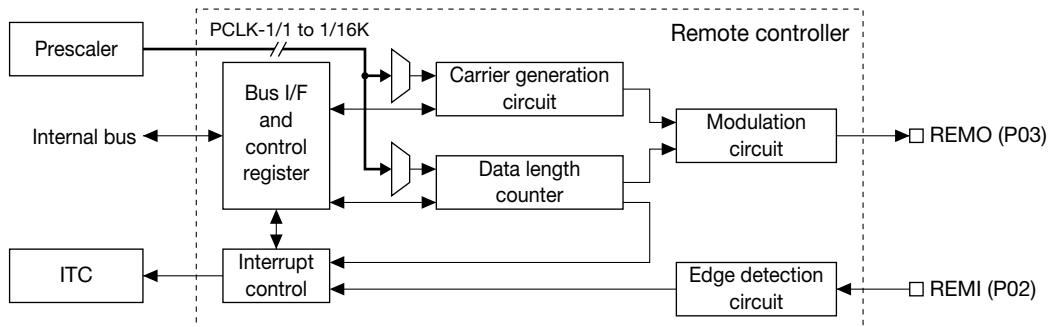 PCLK-1/1 to 1/16K
Remote controller
Prescaler
Carrier generation
circuit
Bus I/F
and
control
register
Modulation
circuit
Internal bus
REMO (P03)
Data length
counter
ITC
Interrupt
control
Edge detection
circuit
REMI (P02)